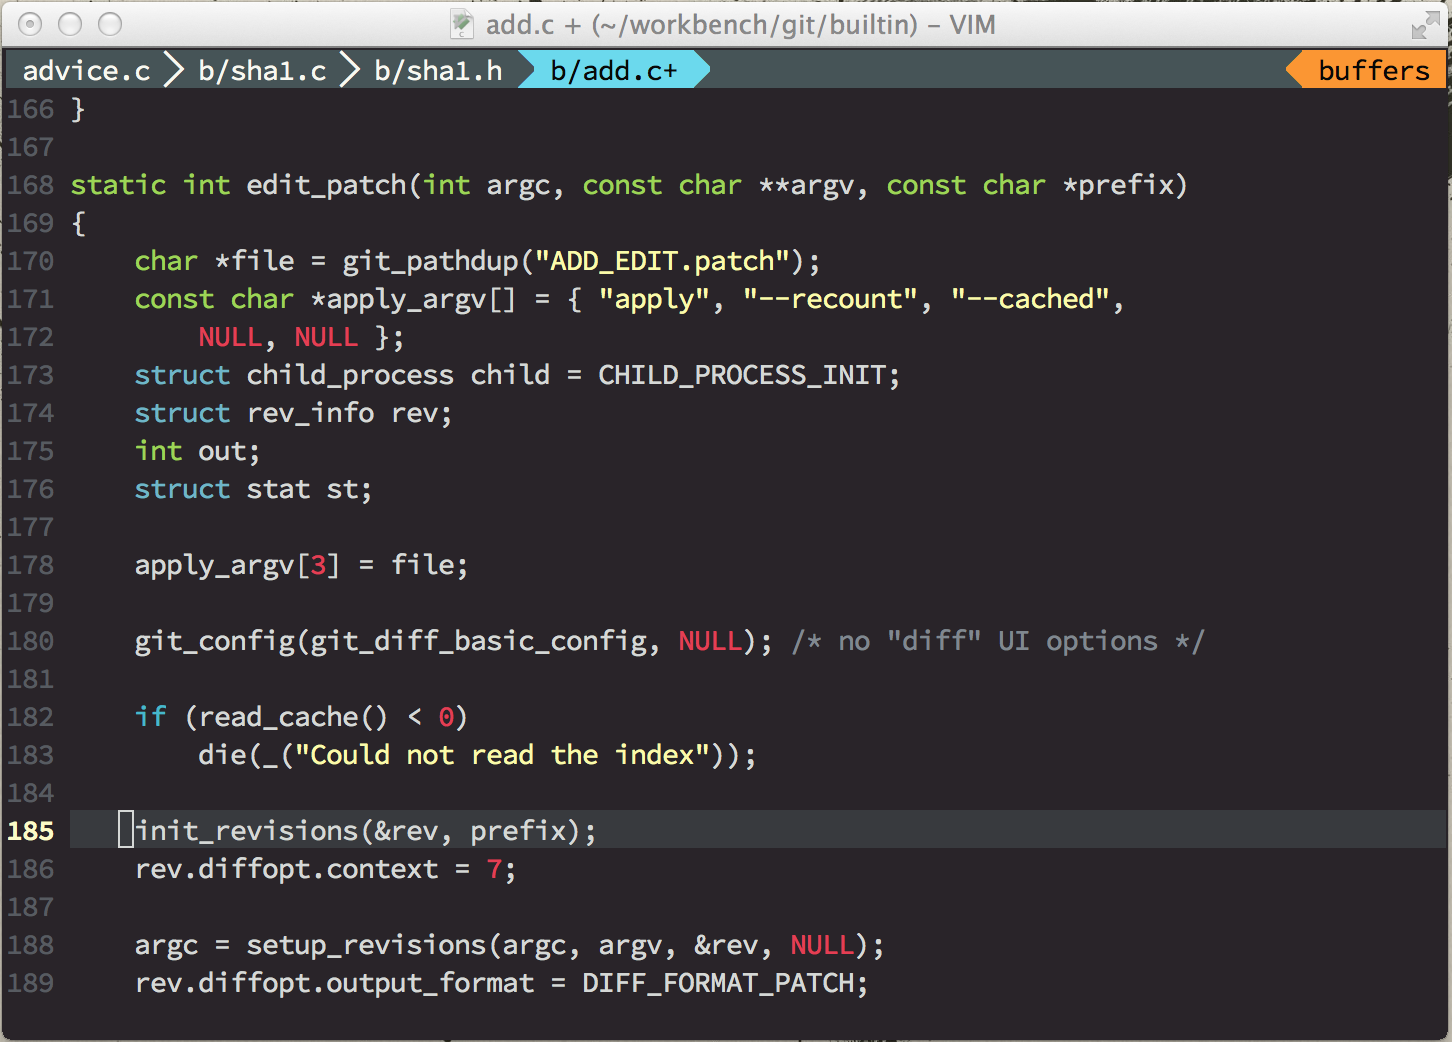 add.c + (~/workbench/git/builtin) – VIM
advice.c b/sha1.c b/sha1.h b/add.c+ buffers
166 }
167
168 static int edit_patch(int argc, const char **argv, const char *prefix)
169 {
170     char *file = git_pathdup("ADD_EDIT.patch");
171     const char *apply_argv[] = { "apply", "--recount", "--cached",
172         NULL, NULL };
173     struct child_process child = CHILD_PROCESS_INIT;
174     struct rev_info rev;
175     int out;
176     struct stat st;
177
178     apply_argv[3] = file;
179
180     git_config(git_diff_basic_config, NULL); /* no "diff" UI options */
181
182     if (read_cache() < 0)
183         die(_("Could not read the index"));
184
185     init_revisions(&rev, prefix);
186     rev.diffopt.context = 7;
187
188     argc = setup_revisions(argc, argv, &rev, NULL);
189     rev.diffopt.output_format = DIFF_FORMAT_PATCH;